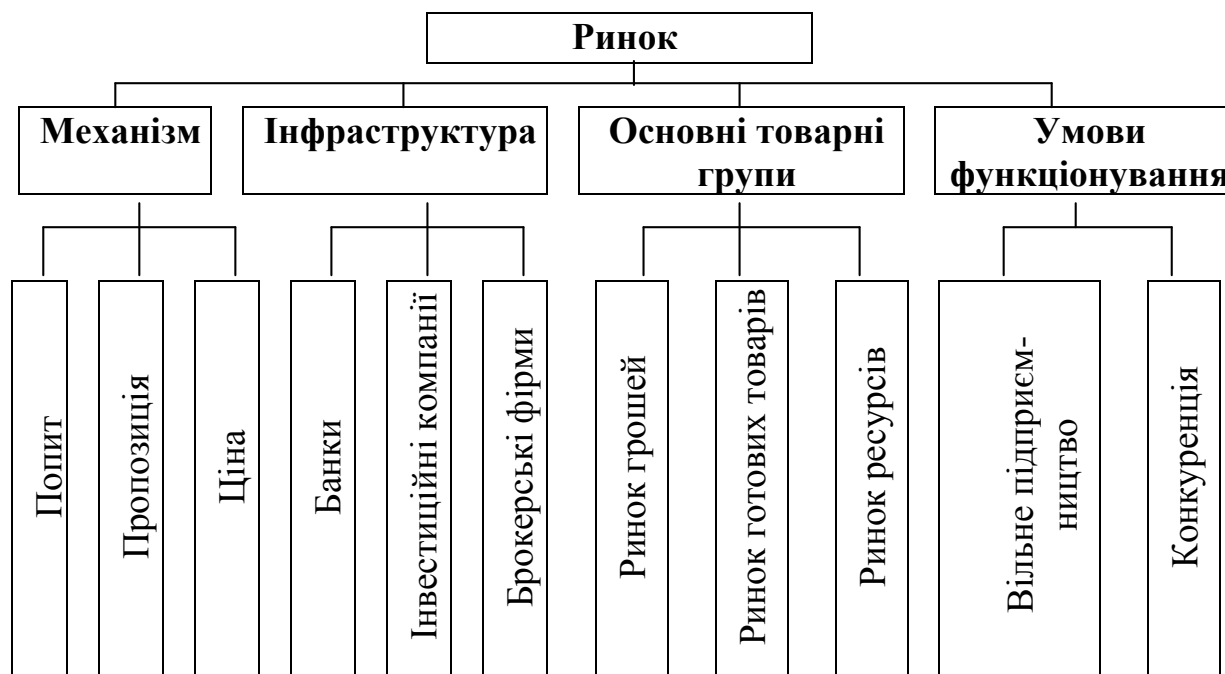 Ринок
Механізм
Інфраструктура
Основні товарні
групи
Умови
функціонування
Попит
Пропозиція
Ціна
Банки
Інвестиційні компанії
Брокерські фірми
Ринок грошей
Ринок готових товарів
Ринок ресурсів
Вільне підприєм-
ництво
Конкуренція